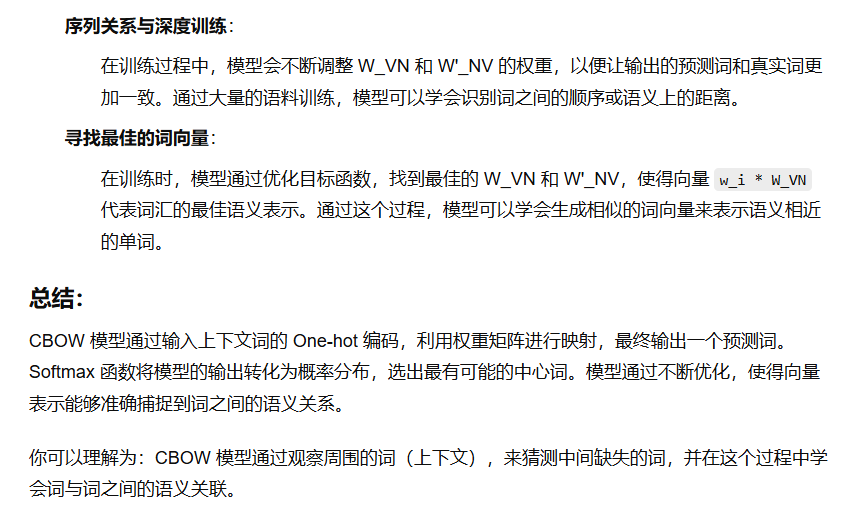 序列关系与深度训练：
在训练过程中，模型会不断调整 W_VN 和 W'_NV 的权重，以便让输出的预测词和真实词更
加一致。通过大量的语料训练，模型可以学会识别词之间的顺序或语义上的距离。
寻找最佳的词向量：
在训练时，模型通过优化目标函数，找到最佳的 W_VN 和 W'_NV，使得向量 w_i * W_VN
代表词汇的最佳语义表示。通过这个过程，模型可以学会生成相似的词向量来表示语义相近
的单词。
总结：
CBOW 模型通过输入上下文词的 One-hot 编码，利用权重矩阵进行映射，最终输出一个预测词。
Softmax 函数将模型的输出转化为概率分布，选出最有可能的中心词。模型通过不断优化，使得向量
表示能够准确捕捉到词之间的语义关系。
你可以理解为：CBOW 模型通过观察周围的词（上下文），来猜测中间缺失的词，并在这个过程中学
会词与词之间的语义关联。